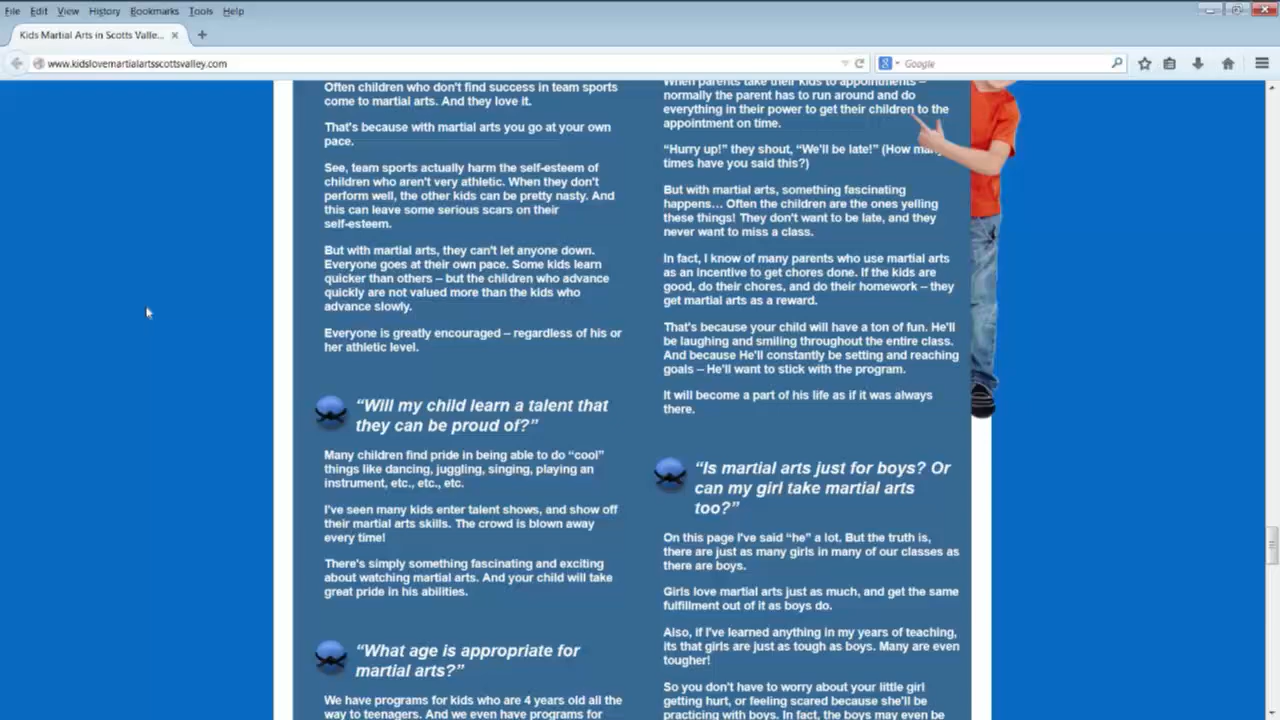 File Edit View History Bookmarks Tools Help
Kids Martial Arts in Scotts Valle...
www.kidslovemartialartsscottsvalley.com
Google
Often children who don't find success in team sports
come to martial arts. And they love it.
That's because with martial arts you go at your own
pace.
See, team sports actually harm the self-esteem of
children who aren't very athletic. When they don't
perform well, the other kids can be pretty nasty. And
this can leave some serious scars on their
self-esteem.
But with martial arts, they can't let anyone down.
Everyone goes at their own pace. Some kids learn
quicker than others – but the children who advance
quickly are not valued more than the kids who
advance slowly.
Everyone is greatly encouraged – regardless of his or
her athletic level.
“Will my child learn a talent that
they can be proud of?”
Many children find pride in being able to do “cool”
things like dancing, juggling, singing, playing an
instrument, etc., etc., etc.
I've seen many kids enter talent shows, and show off
their martial arts skills. The crowd is blown away
every time!
There's simply something fascinating and exciting
about watching martial arts. And your child will take
great pride in his abilities.
“What age is appropriate for
martial arts?”
We have programs for kids who are 4 years old all the
way to teenagers. And we even have programs for
When parents take their kids to appointments –
normally the parent has to run around and do
everything in their power to get their children to the
appointment on time.
“Hurry up!” they shout, “We'll be late!” (How many
times have you said this?)
But with martial arts, something fascinating
happens… Often the children are the ones yelling
these things! They don't want to be late, and they
never want to miss a class.
In fact, I know of many parents who use martial arts
as an incentive to get chores done. If the kids are
good, do their chores, and do their homework – they
get martial arts as a reward.
That's because your child will have a ton of fun. He'll
be laughing and smiling throughout the entire class.
And because He'll constantly be setting and reaching
goals – He'll want to stick with the program.
It will become a part of his life as if it was always
there.
“Is martial arts just for boys? Or
can my girl take martial arts
too?”
On this page I've said “he” a lot. But the truth is,
there are just as many girls in many of our classes as
there are boys.
Girls love martial arts just as much, and get the same
fulfillment out of it as boys do.
Also, if I've learned anything in my years of teaching,
its that girls are just as tough as boys. Many are even
tougher!
So you don't have to worry about your little girl
getting hurt, or feeling scared because she'll be
practicing with boys. In fact, the boys may even be